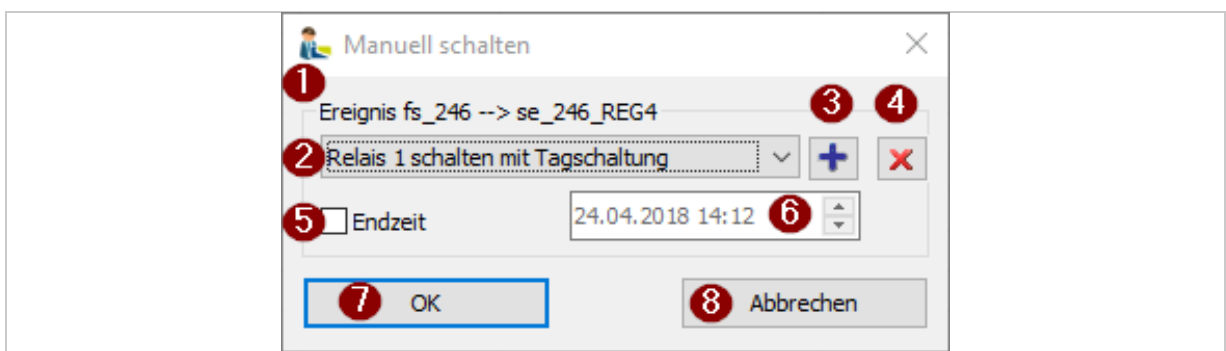 Manuell schalten
1
Ereignis fs_246 --> se_246_REG4
3 4
2 Relais 1 schalten mit Tagschaltung
5 Endzeit 24.04.2018 14:12 6
7 OK 8 Abbrechen